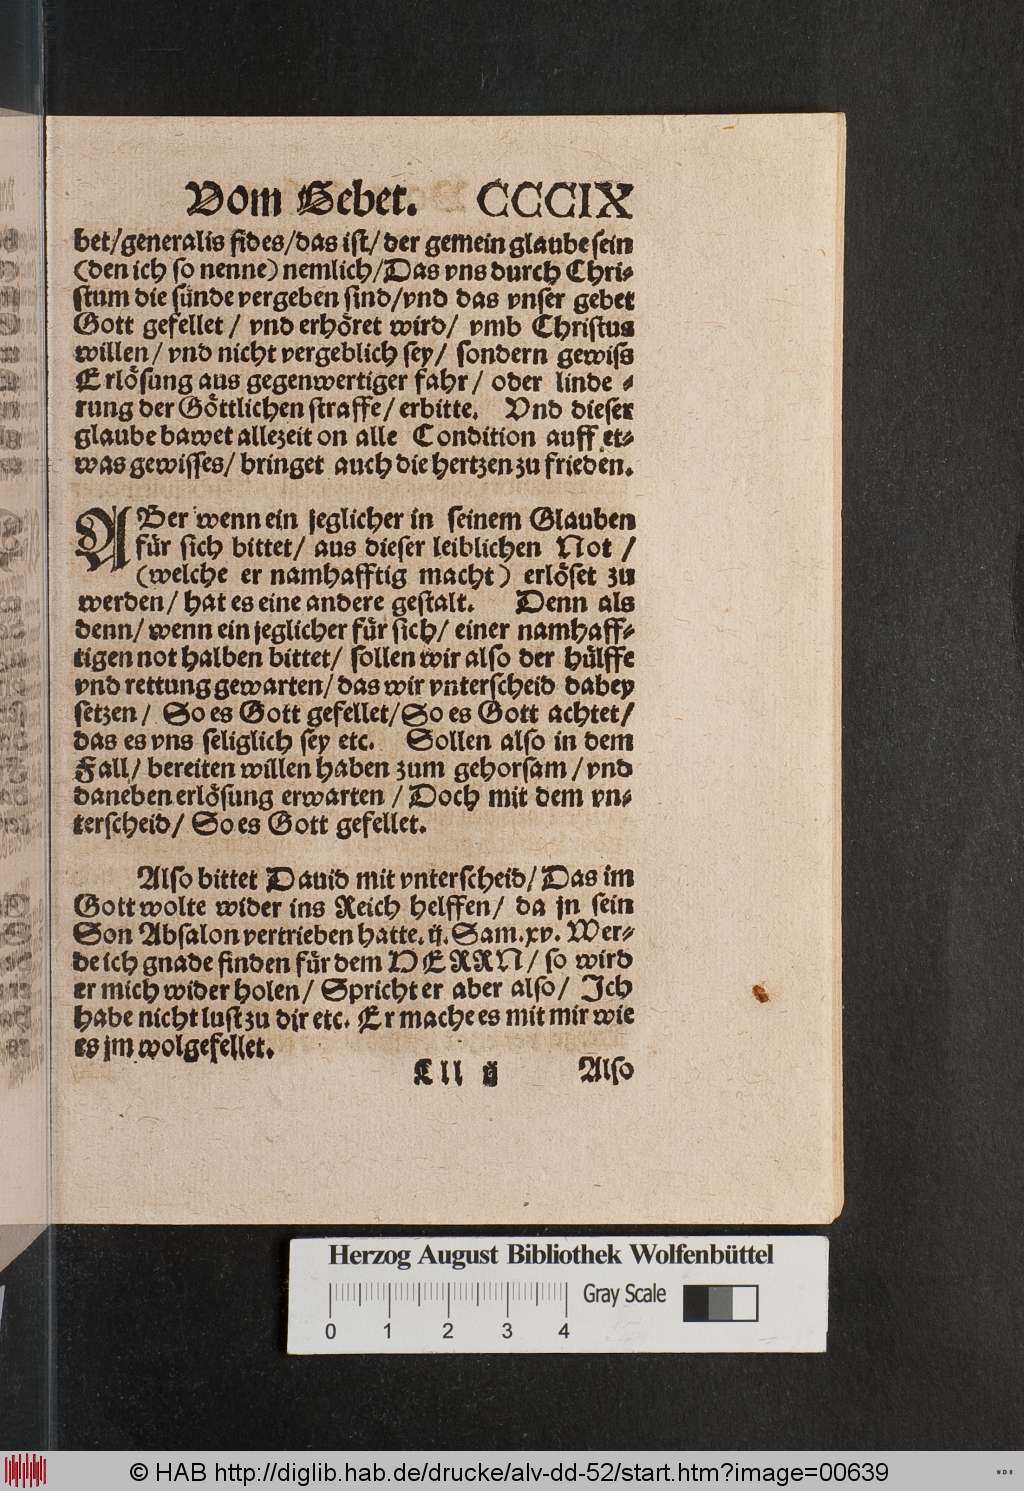 Vom Gebet. CCCIX
bet/generalis fides/das ist/ der gemein glaube sein
(den ich so nenne) nemlich/Das vns durch Chri-
stum die sünde vergeben sind/vnd das vnser gebet
Gott gefellet / vnd erhöret wird/ vmb Christus
willen/ vnd nicht vergeblich sey/ sondern gewiss
Erlösung aus gegenwertiger fahr/ oder linde -
rung der Göttlichen straffe/ erbitte. Vnd dieser
glaube bawet allezeit on alle Condition auff et-
was gewisses/ bringet auch die hertzen zu frieden.
ABer wenn ein jeglicher in seinem Glauben
für sich bittet/ aus dieser leiblichen Not /
(welche er namhafftig macht) erlöset zu
werden/ hat es eine andere gestalt. Denn als
denn/ wenn ein jeglicher für sich/ einer namhaff-
tigen not halben bittet/ sollen wir also der hülffe
vnd rettung gewarten/ das wir vnterscheid dabey
setzen/ So es Gott gefellet/So es Gott achtet/
das es vns seliglich sey etc. Sollen also in dem
Fall/ bereiten willen haben zum gehorsam /vnd
daneben erlösung erwarten / Doch mit dem vn-
terscheid/ So es Gott gefellet.
Also bittet Dauid mit vnterscheid/ Das im
Gott wolte wider ins Reich helffen/ da jn sein
Son Absalon vertrieben hatte. ij. Sam. xv. Wer-
de ich gnade finden für dem HERRN/ so wird
er mich wider holen/ Spricht er aber also/ Ich
habe nicht lust zu dir etc. Er mache es mit mir wie
es jm wolgefellet.
Lll ij Also
Herzog August Bibliothek Wolfenbüttel
Gray Scale
0 1 2 3 4
© HAB http://diglib.hab.de/drucke/alv-dd-52/start.htm?image=00639